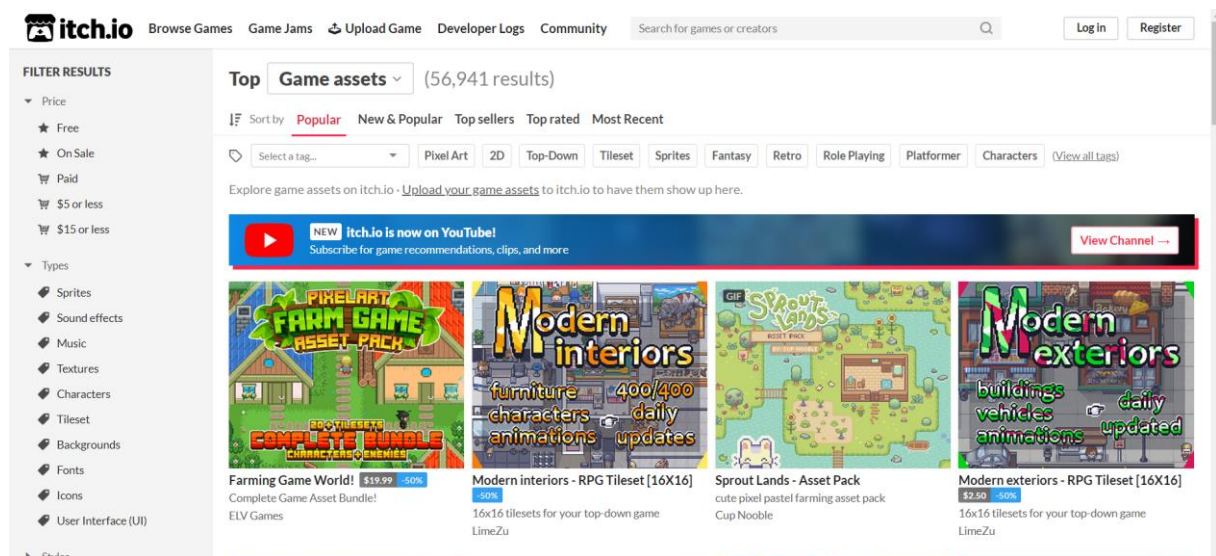 itch.io Browse Games Game Jams Upload Game Developer Logs Community Search for games or creators Log in Register
FILTER RESULTS
Price
Free
On Sale
Paid
$5 or less
$15 or less
Types
Sprites
Sound effects
Music
Textures
Characters
Tileset
Backgrounds
Fonts
Icons
User Interface (UI)
Top Game assets (56,941 results)
Sort by Popular New & Popular Top sellers Top rated Most Recent
Select a tag... Pixel Art 2D Top-Down Tileset Sprites Fantasy Retro Role Playing Platformer Characters (View all tags)
Explore game assets on itch.io · Upload your game assets to itch.io to have them show up here.
NEW itch.io is now on YouTube!
Subscribe for game recommendations, clips, and more
View Channel →
PIXELART
FARM GAME
ASSET PACK
20+ TILESETS
COMPLETE BUNDLE
CHARACTERS + ENEMIES
Farming Game World! $19.99 -50%
Complete Game Asset Bundle!
ELV Games
Modern
interiors
furniture 400/400
characters daily
animations updates
Modern interiors - RPG Tileset [16X16]
-50%
16x16 tilesets for your top-down game
LimeZu
GIF
Sprout
Lands
ASSET PACK
BY CUP NOOBLE
Sprout Lands - Asset Pack
cute pixel pastel farming asset pack
Cup Nooble
Modern
exteriors
buildings
vehicles daily
animations updated
Modern exteriors - RPG Tileset [16X16]
$2.50 -50%
16x16 tilesets for your top-down game
LimeZu